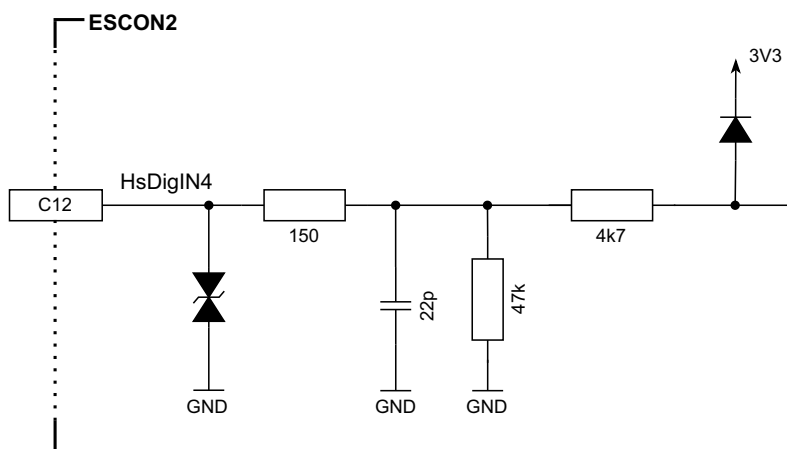 ESCON2
3V3
HsDigIN4
C12
150
4k7
22p
47k
GND
GND
GND